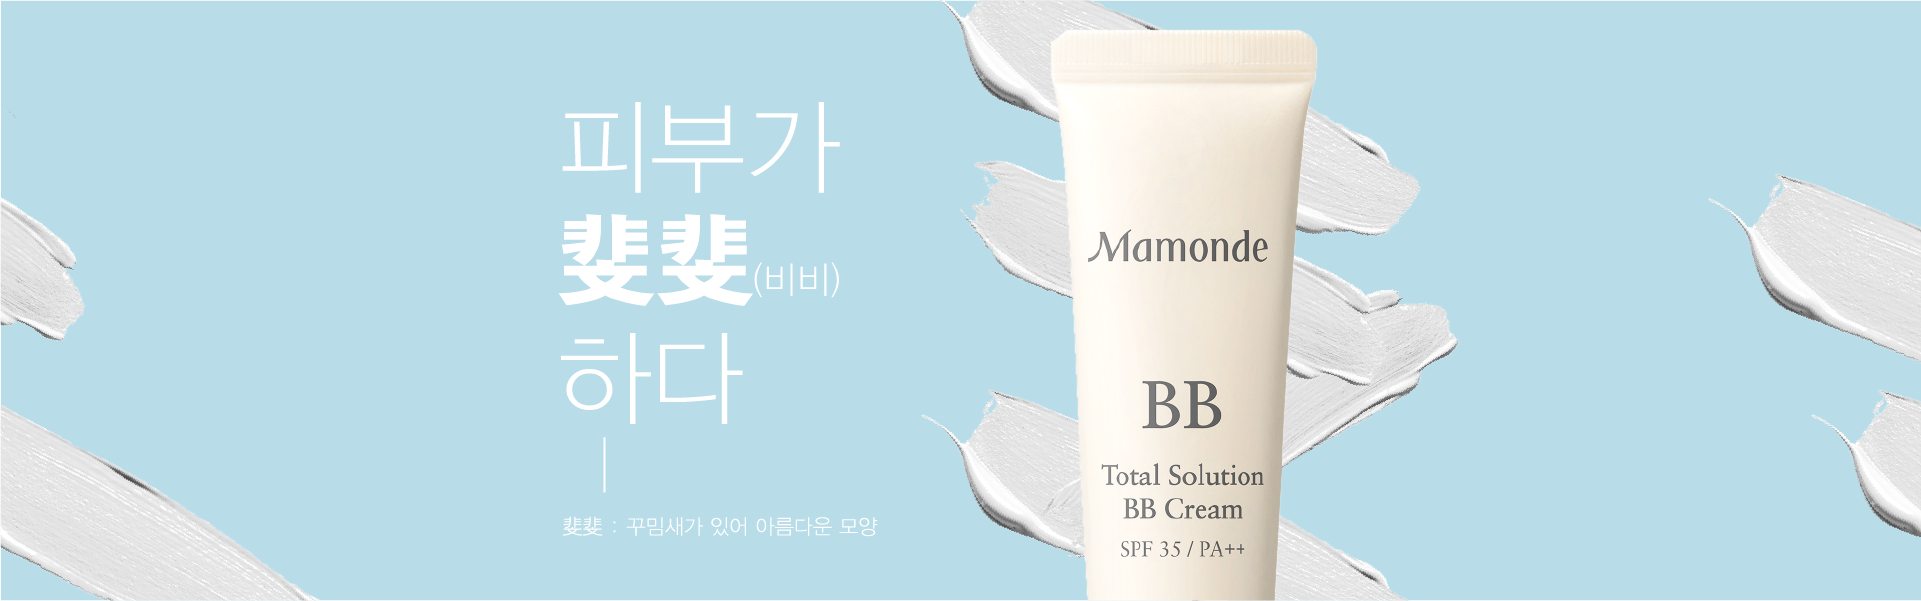 피부가
斐斐(비비)
하다
斐斐 : 꾸밈새가 있어 아름다운 모양
Mamonde
BB
Total Solution
BB Cream
SPF 35 / PA++